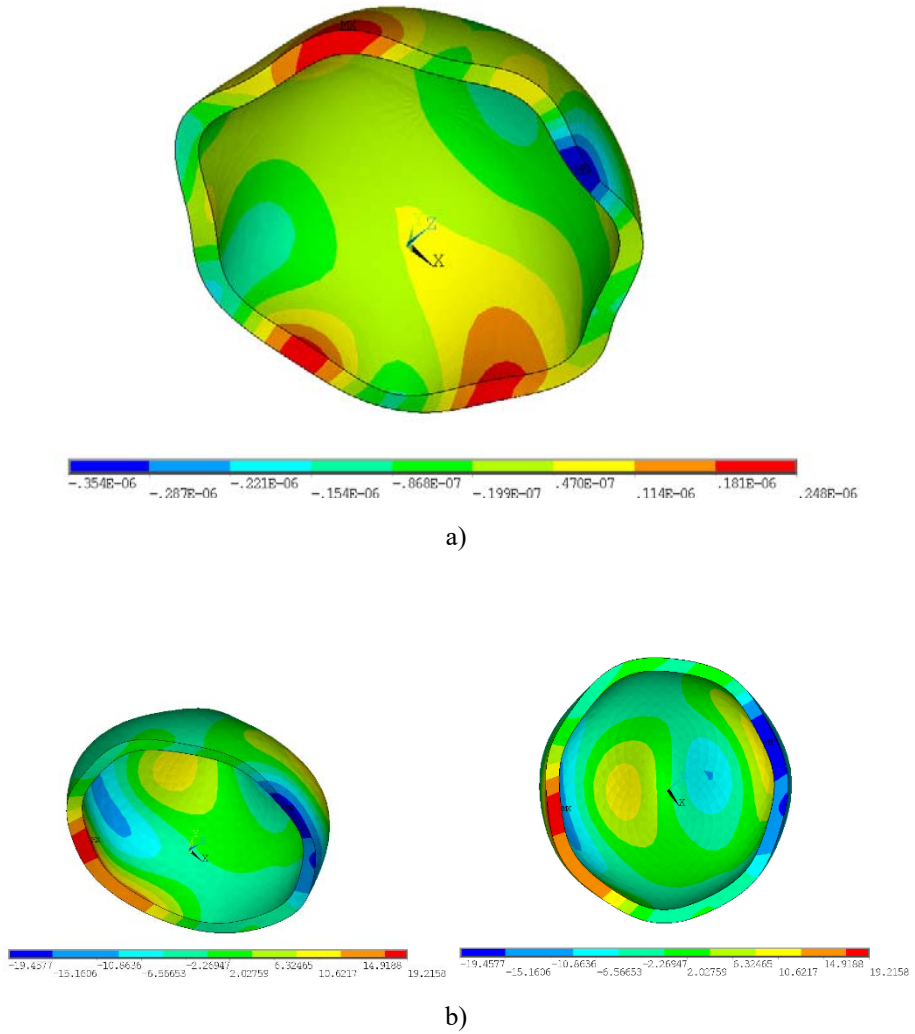 MX
Z
X
-.354E-06 -.221E-06 -.868E-07 .470E-07 .181E-06
-.287E-06 -.154E-06 -.199E-07 .114E-06 .248E-06
a)
X
X
-19.4577 -10.8636 -2.26947 6.32465 14.9188
-15.1606 -6.56653 2.02759 10.6217 19.2158
-19.4577 -10.8636 -2.26947 6.32465 14.9188
-15.1606 -6.56653 2.02759 10.6217 19.2158
b)